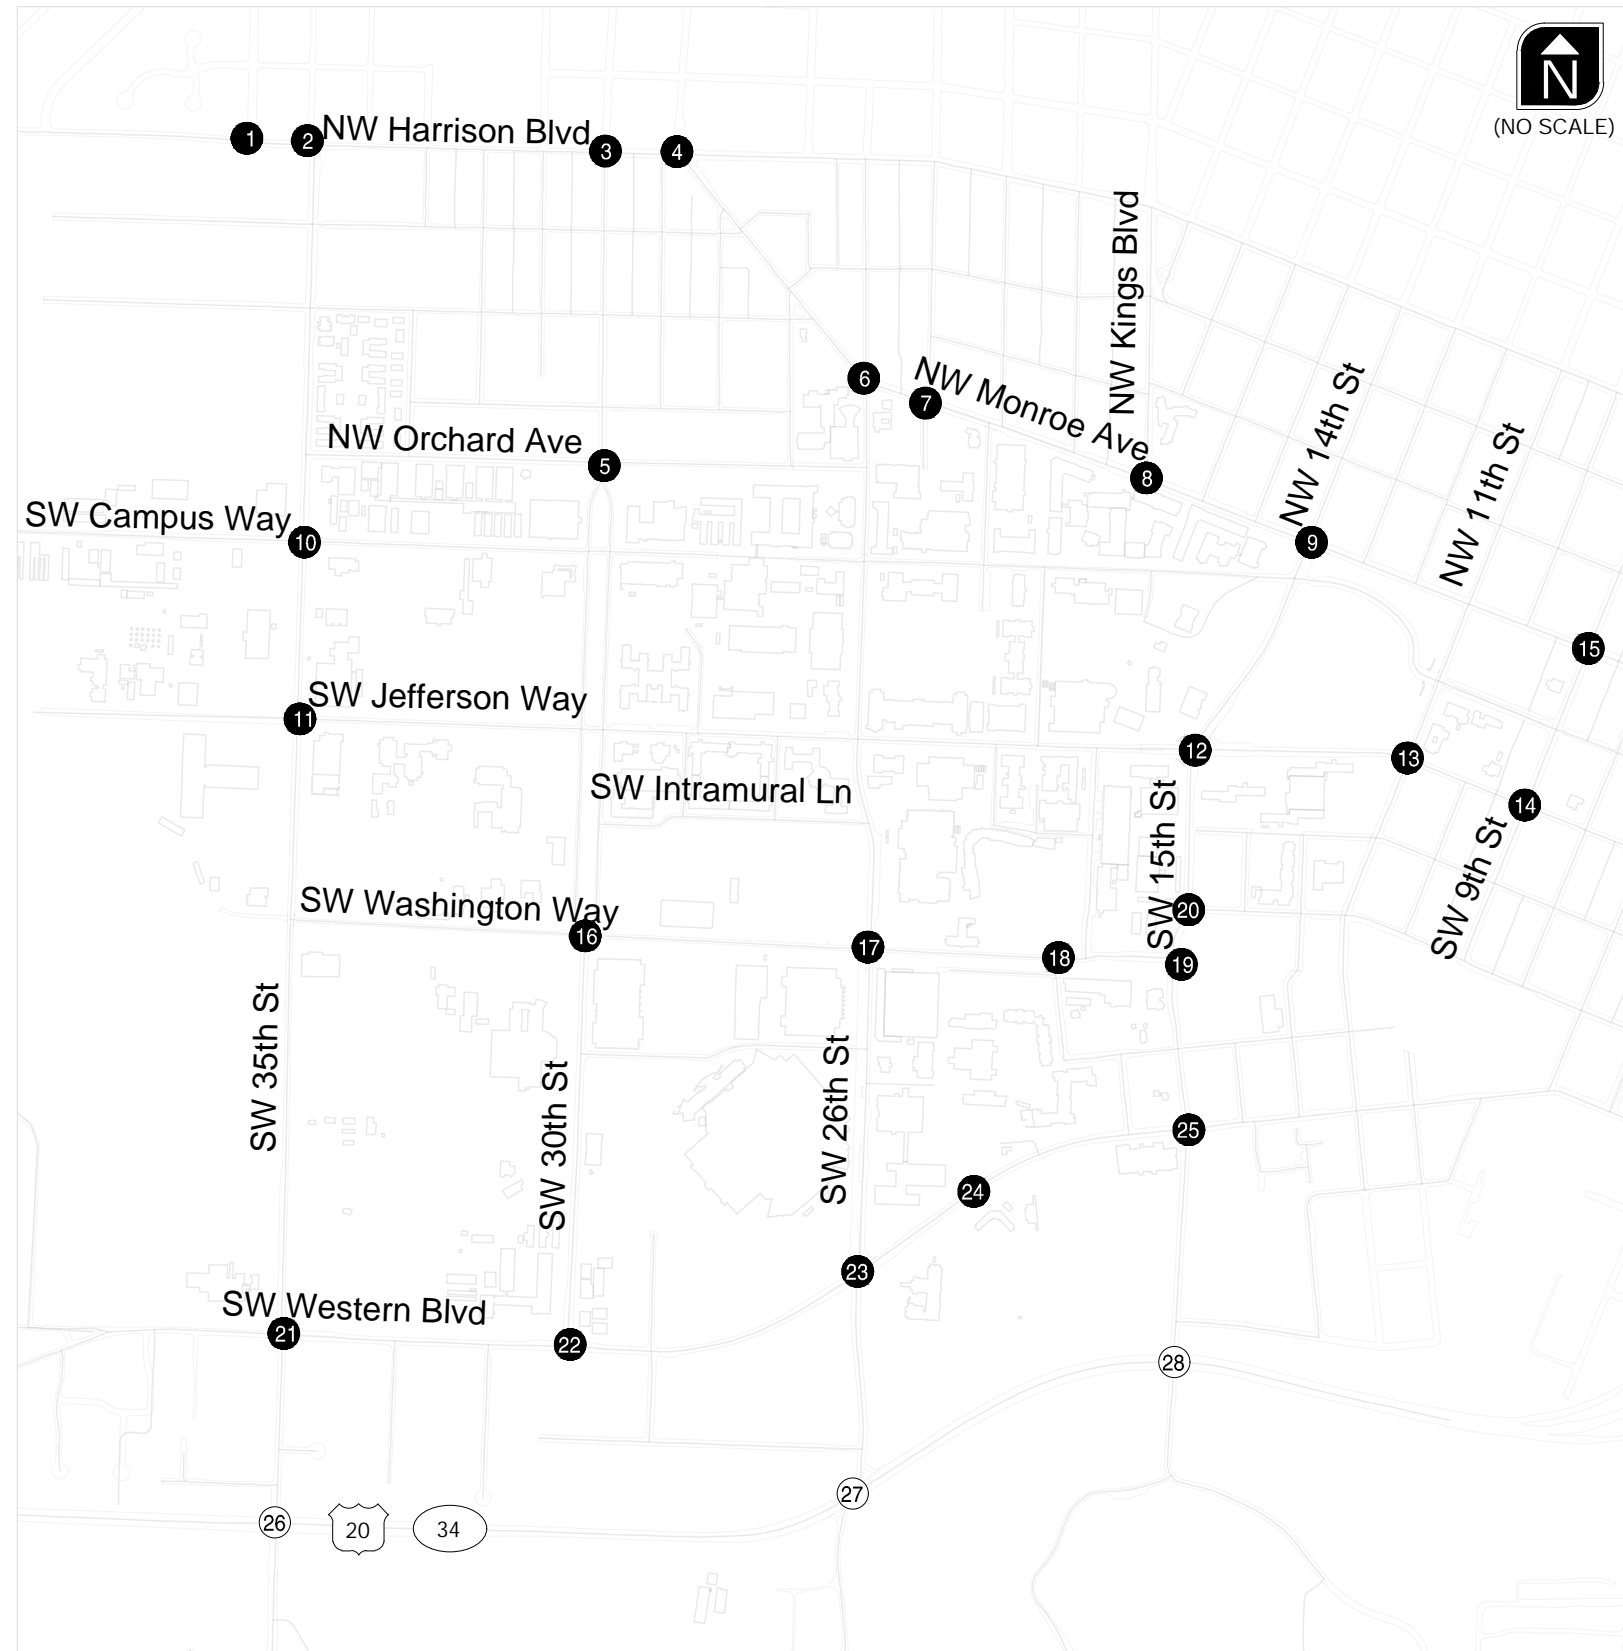 N
(NO SCALE)
1
2
NW Harrison Blvd
3
4
NW Kings Blvd
6
7
NW Monroe Ave
NW 14th St
NW Orchard Ave
5
8
NW 11th St
SW Campus Way
10
9
15
SW Jefferson Way
11
12
13
SW Intramural Ln
14
SW 15th St
SW 9th St
SW Washington Way
16
17
18
20
19
SW 35th St
SW 30th St
SW 26th St
25
24
23
SW Western Blvd
21
22
28
27
26
20
34